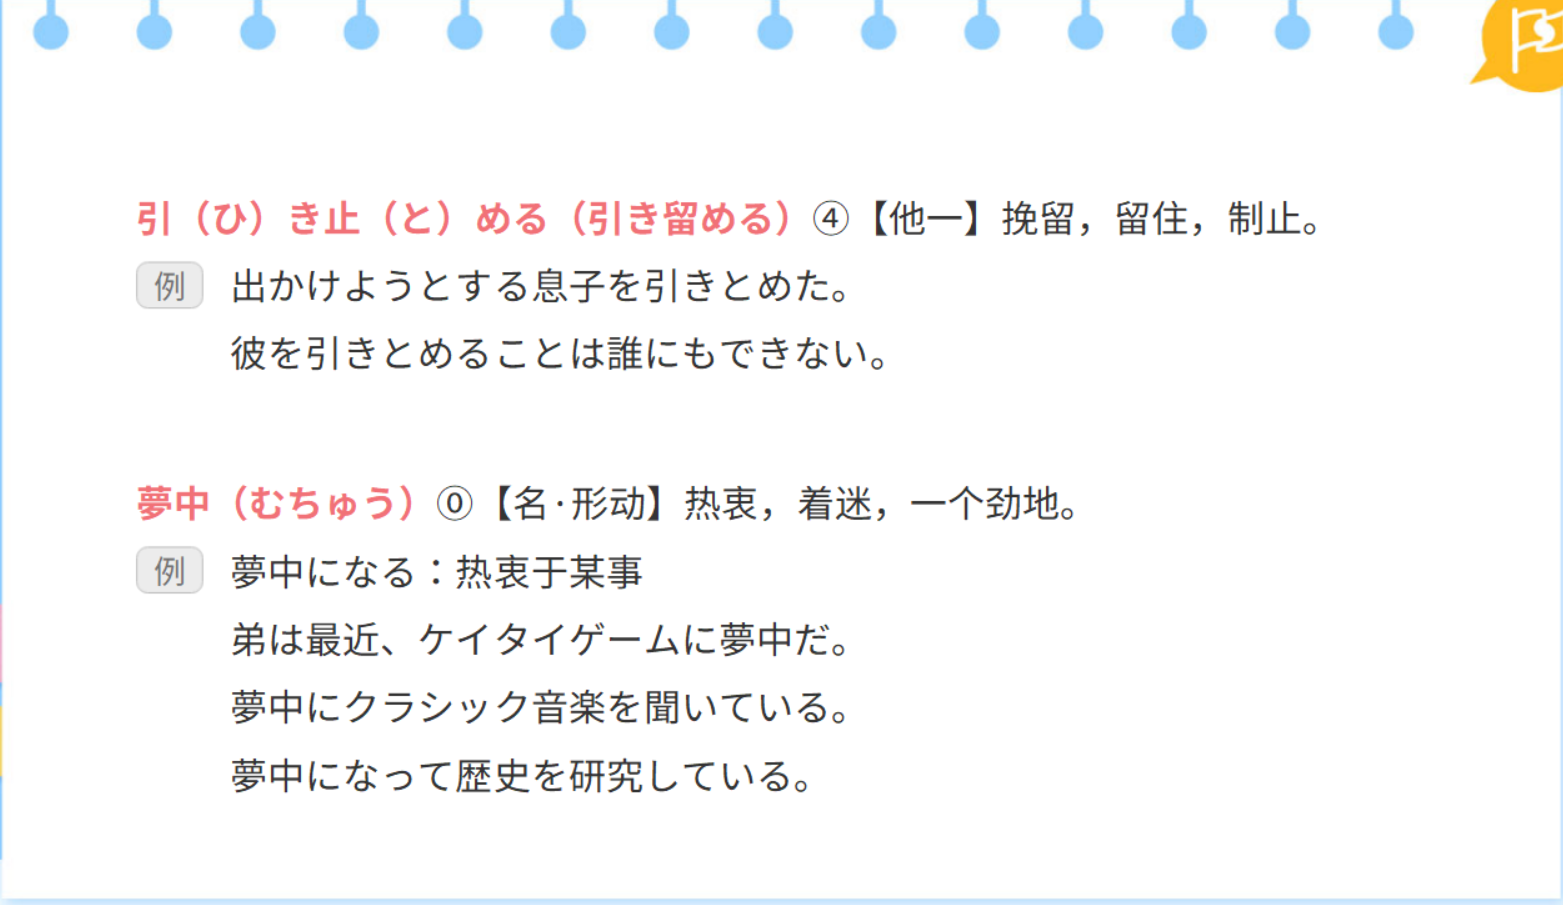 引（ひ）き止（と）める（引き留める）④【他一】挽留，留住，制止。
例 出かけようとする息子を引きとめた。
彼を引きとめることは誰にもできない。
夢中（むちゅう）⓪【名·形动】热衷，着迷，一个劲地。
例 夢中になる：热衷于某事
弟は最近、ケイタイゲームに夢中だ。
夢中にクラシック音楽を聞いている。
夢中になって歴史を研究している。